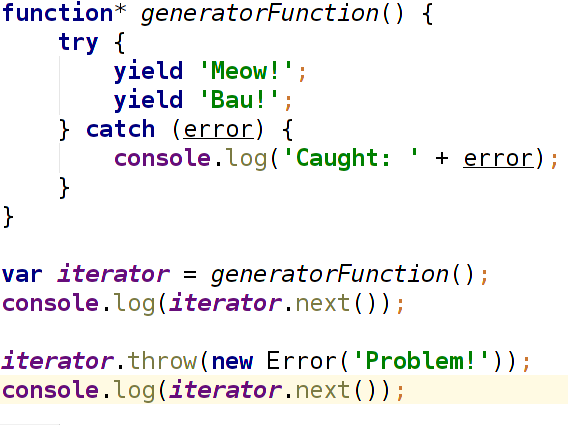 function* generatorFunction() {
    try {
        yield 'Meow!';
        yield 'Bau!';
    } catch (error) {
        console.log('Caught: ' + error);
    }
}

var iterator = generatorFunction();
console.log(iterator.next());

iterator.throw(new Error('Problem!'));
console.log(iterator.next());